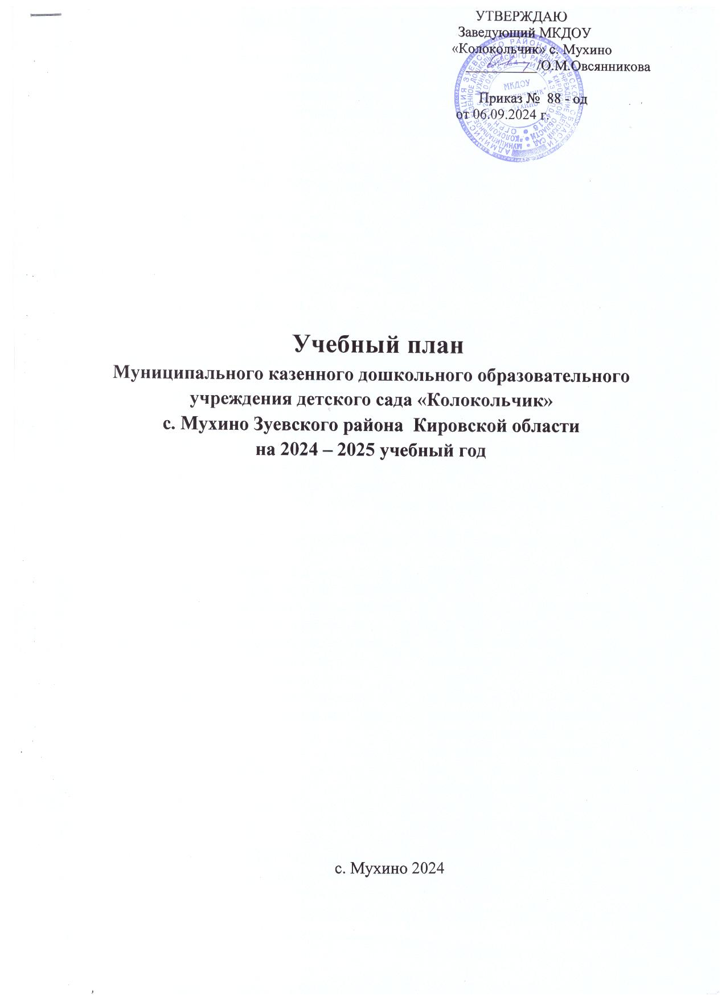 УТВЕРЖДАЮ
Заведующий МКДОУ
«Колокольчик» с. Мухино
__________/О.М.Овсянникова
Приказ № 88 - од
от 06.09.2024 г.
МКДОУ
Учебный план
Муниципального казенного дошкольного образовательного
учреждения детского сада «Колокольчик»
с. Мухино Зуевского района Кировской области
на 2024 – 2025 учебный год
с. Мухино 2024